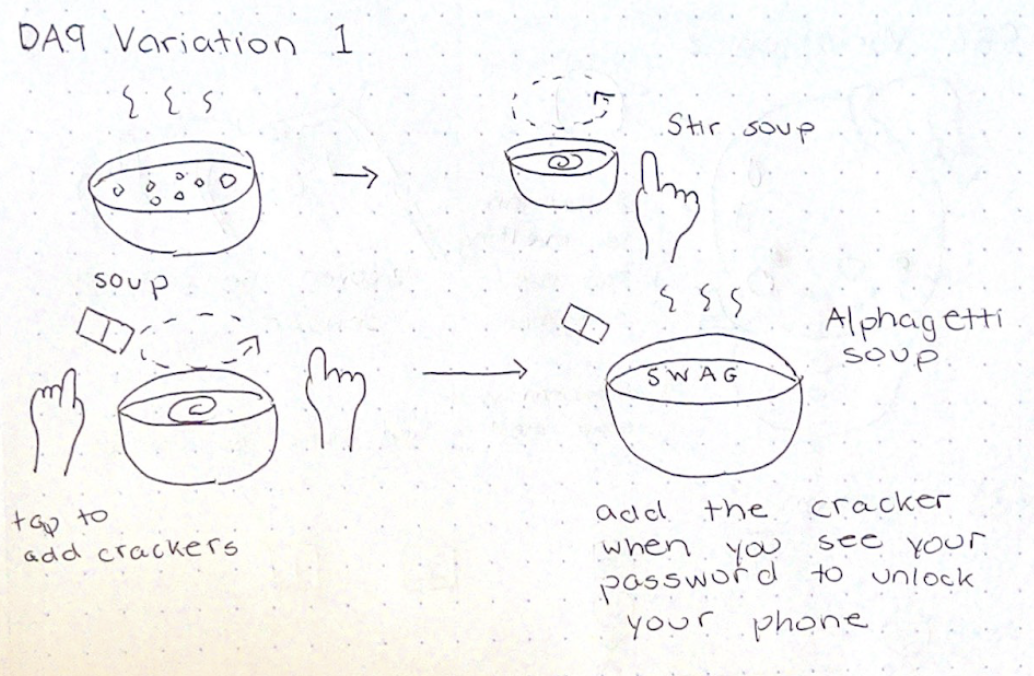 DA9 Variation 1
Stir soup
soup
Alphagetti
soup
SWAG
tap to
add crackers
add the cracker
when you see your
password to unlock
your phone